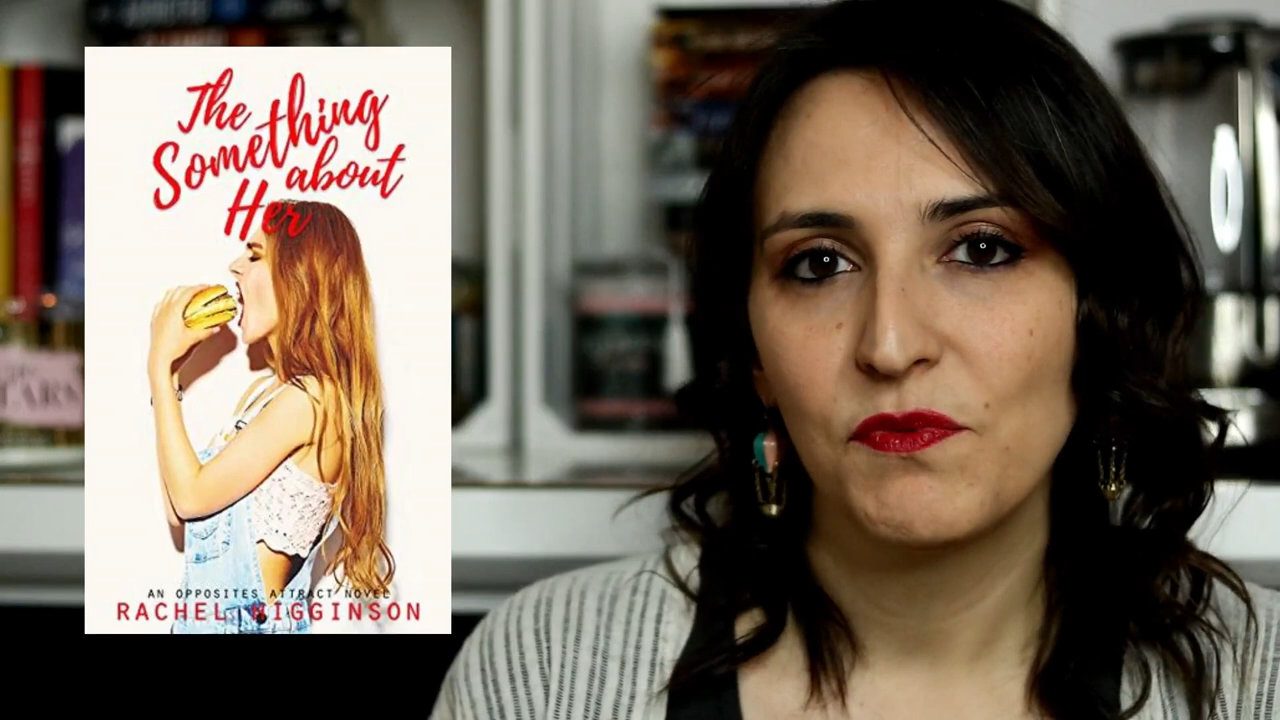 The
Something
about
Her
AN OPPOSITES ATTRACT NOVEL
RACHEL HIGGINSON